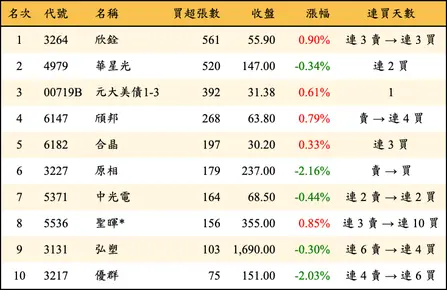 名次 代號 名稱 買超張數 收盤 漲幅 連買天數
1 3264 欣銓 561 55.90 0.90% 連 3 賣 → 連 3 買
2 4979 華星光 520 147.00 -0.34% 連 2 買
3 00719B 元大美債1-3 392 31.38 0.61% 1
4 6147 頎邦 268 63.80 0.79% 賣 → 連 4 買
5 6182 合晶 197 30.20 0.33% 連 3 買
6 3227 原相 179 237.00 -2.16% 賣 → 買
7 5371 中光電 164 68.50 -0.44% 連 2 賣 → 連 2 買
8 5536 聖暉* 156 355.00 0.85% 連 3 賣 → 連 10 買
9 3131 弘塑 103 1,690.00 -0.30% 連 6 賣 → 連 4 買
10 3217 優群 75 151.00 -2.03% 連 4 賣 → 連 6 買